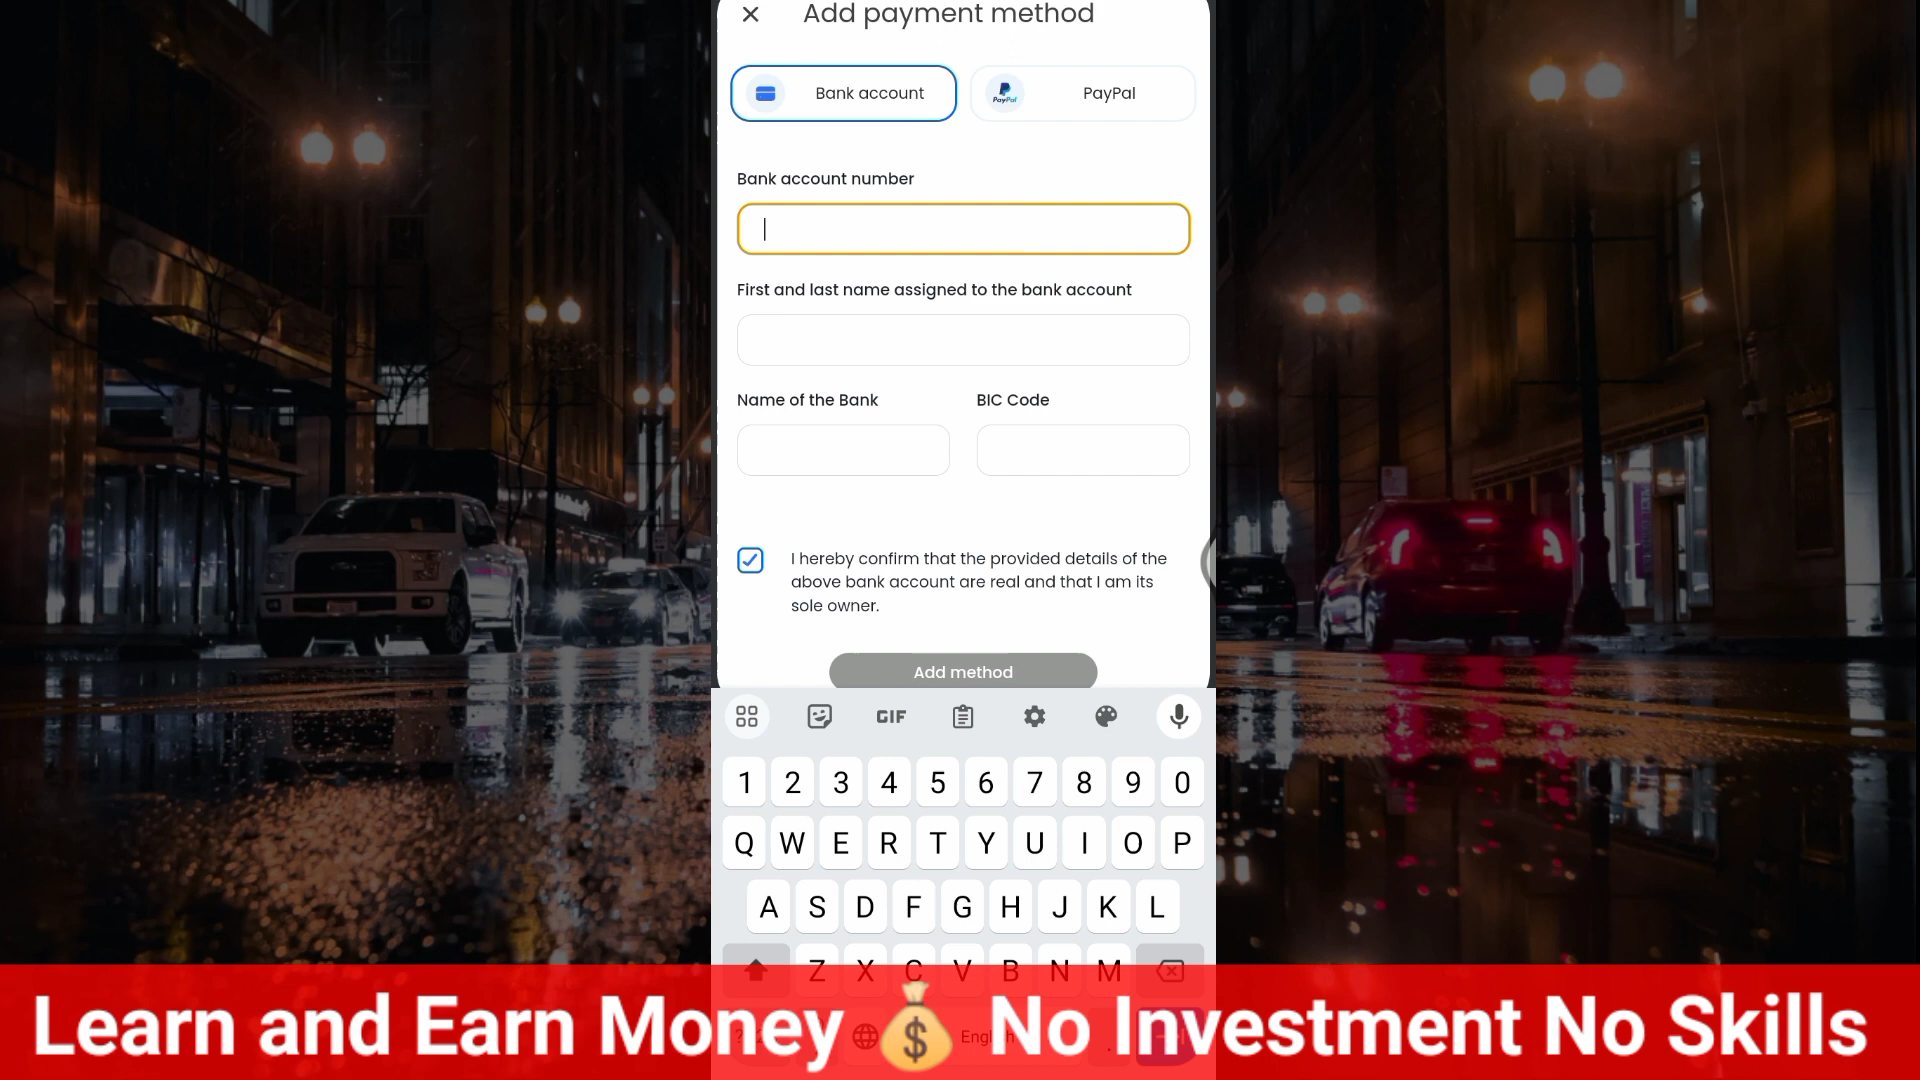 Add payment method
Bank account
PayPal
PayPal
Bank account number
First and last name assigned to the bank account
Name of the Bank
BIC Code
I hereby confirm that the provided details of the
above bank account are real and that I am its
sole owner.
Add method
GIF
1 2 3 4 5 6 7 8 9 0
Q W E R T Y U I O P
A S D F G H J K L
Z X C V B N M
English
Learn and Earn Money 💰 No Investment No Skills